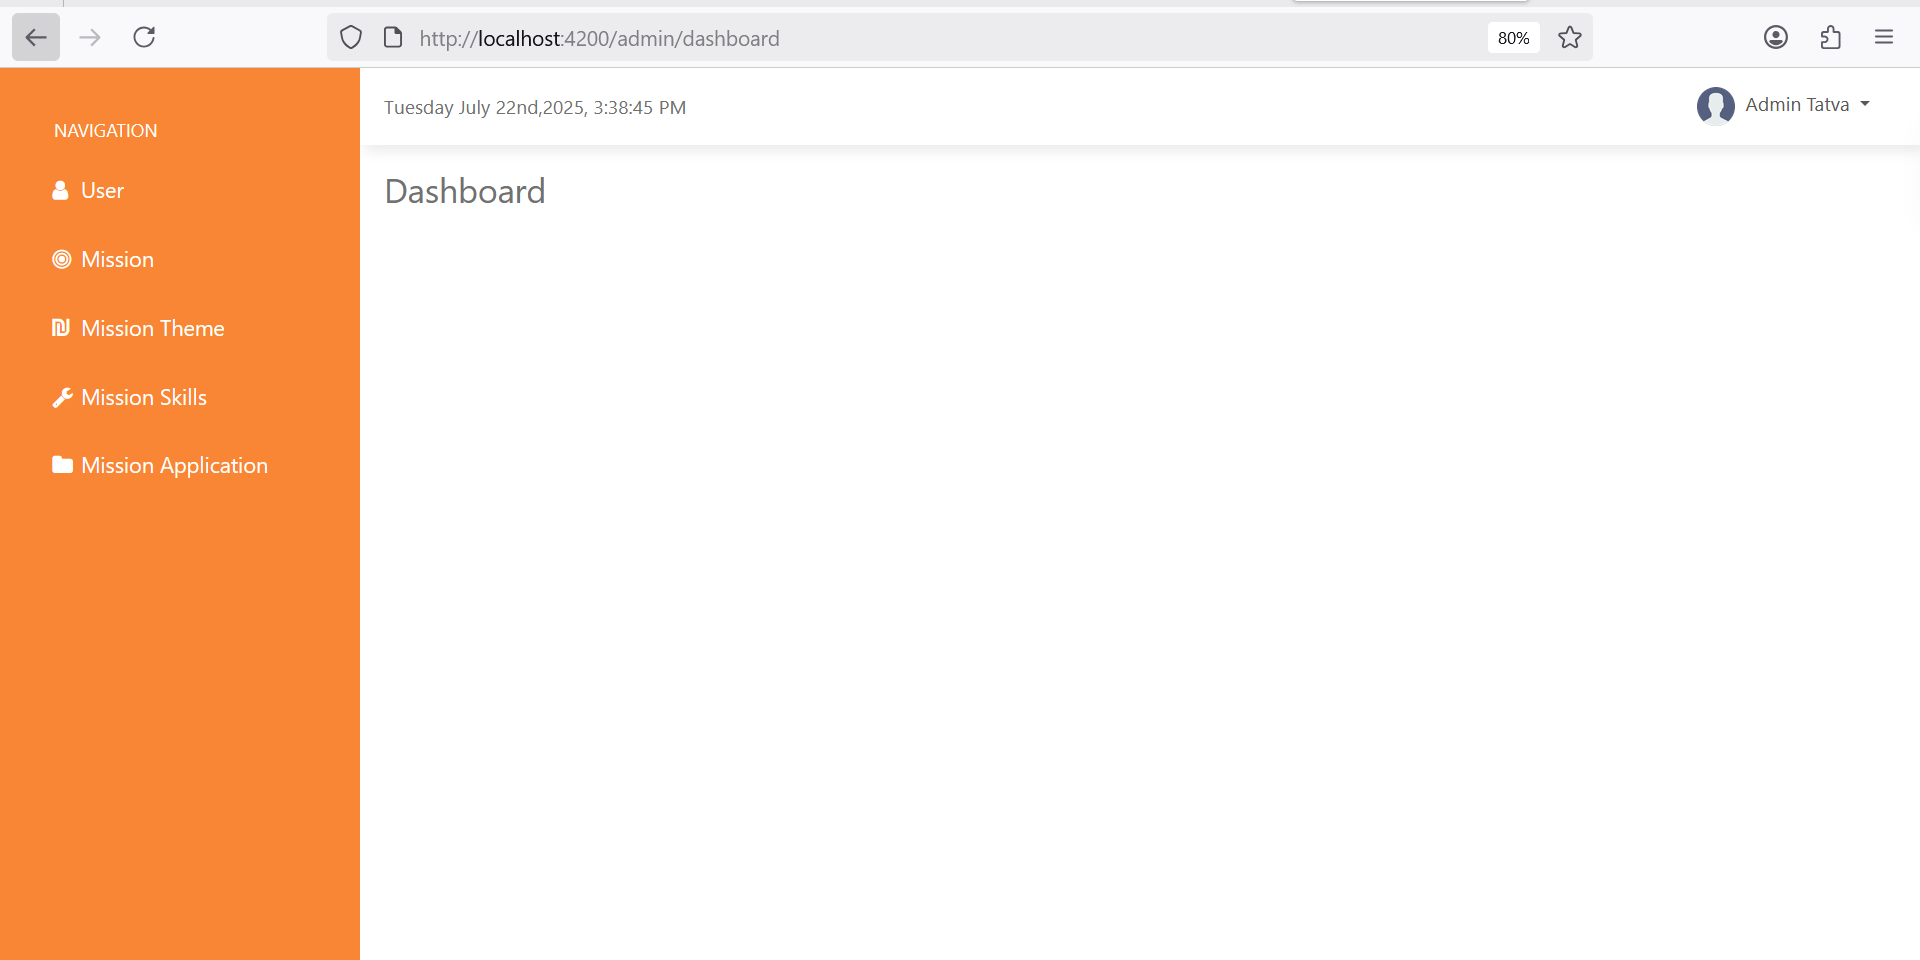 http://localhost:4200/admin/dashboard
80%
NAVIGATION
User
Mission
Mission Theme
Mission Skills
Mission Application
Tuesday July 22nd,2025, 3:38:45 PM
Admin Tatva
Dashboard